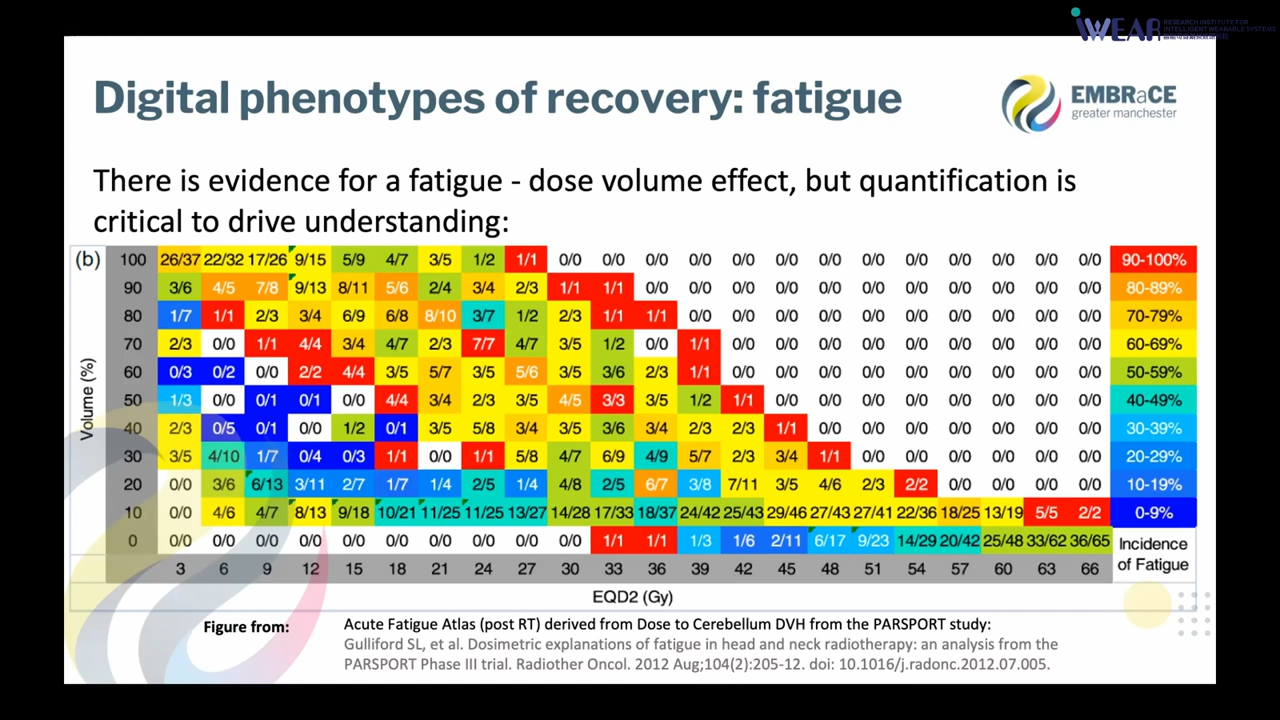 iWEAR RESEARCH INSTITUTE FOR
INTELLIGENT WEARABLE SYSTEMS
Digital phenotypes of recovery: fatigue
EMBRaCE
greater manchester
There is evidence for a fatigue - dose volume effect, but quantification is
critical to drive understanding:
(b) 100 26/37 22/32 17/26 9/15 5/9 4/7 3/5 1/2 1/1 0/0 0/0 0/0 0/0 0/0 0/0 0/0 0/0 0/0 0/0 0/0 0/0 0/0 90-100%
90 3/6 4/5 7/8 9/13 8/11 5/6 2/4 3/4 2/3 1/1 1/1 0/0 0/0 0/0 0/0 0/0 0/0 0/0 0/0 0/0 0/0 0/0 80-89%
80 1/7 1/1 2/3 3/4 6/9 6/8 8/10 3/7 1/2 2/3 1/1 1/1 0/0 0/0 0/0 0/0 0/0 0/0 0/0 0/0 0/0 0/0 70-79%
70 2/3 0/0 1/1 4/4 3/4 4/7 2/3 7/7 4/7 3/5 1/2 0/0 1/1 0/0 0/0 0/0 0/0 0/0 0/0 0/0 0/0 0/0 60-69%
60 0/3 0/2 0/0 2/2 4/4 3/5 5/7 3/5 5/6 3/5 3/6 2/3 1/1 0/0 0/0 0/0 0/0 0/0 0/0 0/0 0/0 0/0 50-59%
Volume (%)
50 1/3 0/0 0/1 0/1 0/0 4/4 3/4 2/3 3/5 4/5 3/3 3/5 1/2 1/1 0/0 0/0 0/0 0/0 0/0 0/0 0/0 0/0 40-49%
40 2/3 0/5 0/1 0/0 1/2 0/1 3/5 5/8 3/4 3/5 3/6 3/4 2/3 2/3 1/1 0/0 0/0 0/0 0/0 0/0 0/0 0/0 30-39%
30 3/5 4/10 1/7 0/4 0/3 1/1 0/0 1/1 5/8 4/7 6/9 4/9 5/7 2/3 3/4 1/1 0/0 0/0 0/0 0/0 0/0 0/0 20-29%
20 0/0 3/6 6/13 3/11 2/7 1/7 1/4 2/5 1/4 4/8 2/5 6/7 3/8 7/11 3/5 4/6 2/3 2/2 0/0 0/0 0/0 0/0 10-19%
10 0/0 4/6 4/7 8/13 9/18 10/21 11/25 11/25 13/27 14/28 17/33 18/37 24/42 25/43 29/46 27/43 27/41 22/36 18/25 13/19 5/5 2/2 0-9%
0 0/0 0/0 0/0 0/0 0/0 0/0 0/0 0/0 0/0 0/0 1/1 1/1 1/3 1/6 2/11 6/17 9/23 14/29 20/42 25/48 33/62 36/65 Incidence
3 6 9 12 15 18 21 24 27 30 33 36 39 42 45 48 51 54 57 60 63 66 of Fatigue
EQD2 (Gy)
Figure from: Acute Fatigue Atlas (post RT) derived from Dose to Cerebellum DVH from the PARSPORT study:
Gulliford SL, et al. Dosimetric explanations of fatigue in head and neck radiotherapy: an analysis from the
PARSPORT Phase III trial. Radiother Oncol. 2012 Aug;104(2):205-12. doi: 10.1016/j.radonc.2012.07.005.